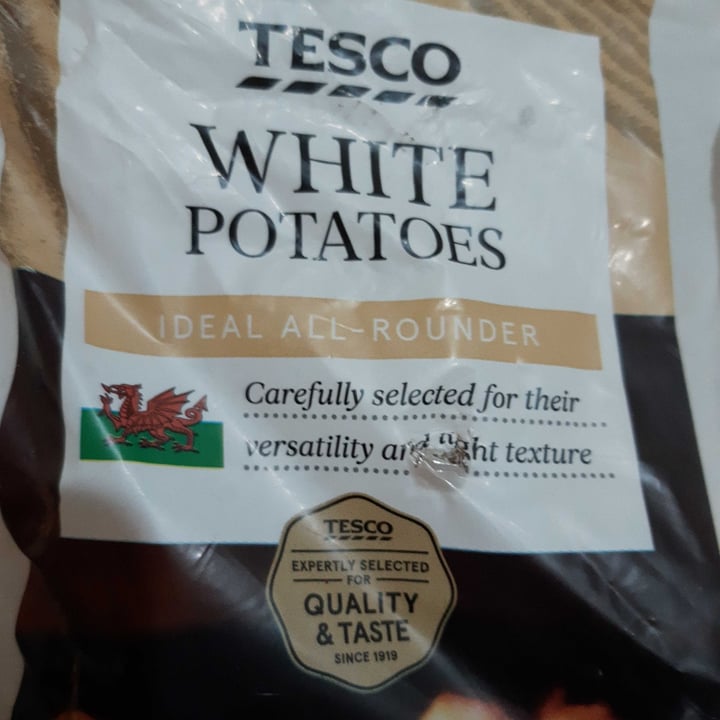 TESCO
WHITE
POTATOES
IDEAL ALL-ROUNDER
Carefully selected for their
versatility and texture
TESCO
EXPERTLY SELECTED
FOR
QUALITY
& TASTE
SINCE 1919